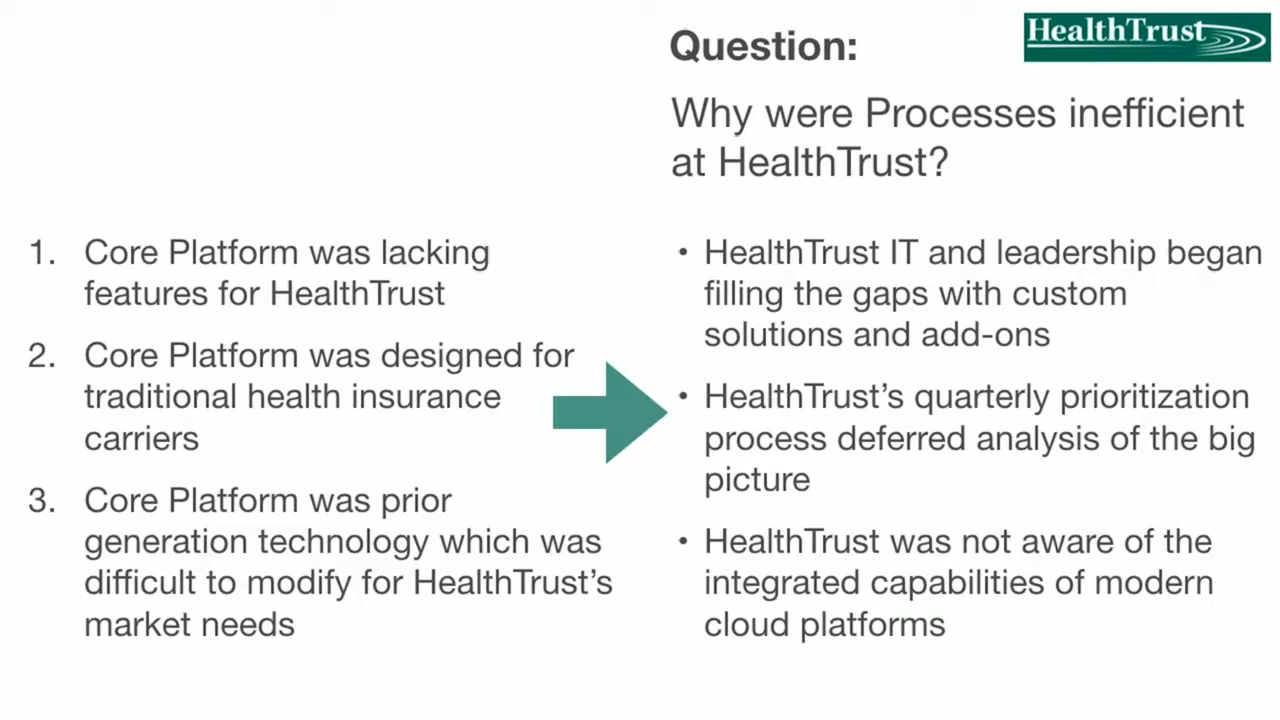 HealthTrust
Question:
Why were Processes inefficient
at HealthTrust?
1. Core Platform was lacking
features for HealthTrust
2. Core Platform was designed for
traditional health insurance
carriers
3. Core Platform was prior
generation technology which was
difficult to modify for HealthTrust’s
market needs
• HealthTrust IT and leadership began
filling the gaps with custom
solutions and add-ons
• HealthTrust’s quarterly prioritization
process deferred analysis of the big
picture
• HealthTrust was not aware of the
integrated capabilities of modern
cloud platforms